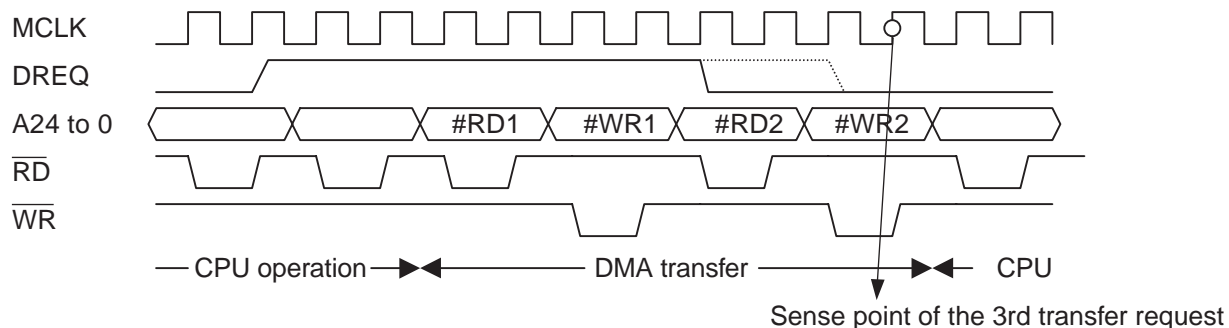 MCLK
DREQ
A24 to 0 #RD1 #WR1 #RD2 #WR2
RD
WR
CPU operation DMA transfer CPU
Sense point of the 3rd transfer request